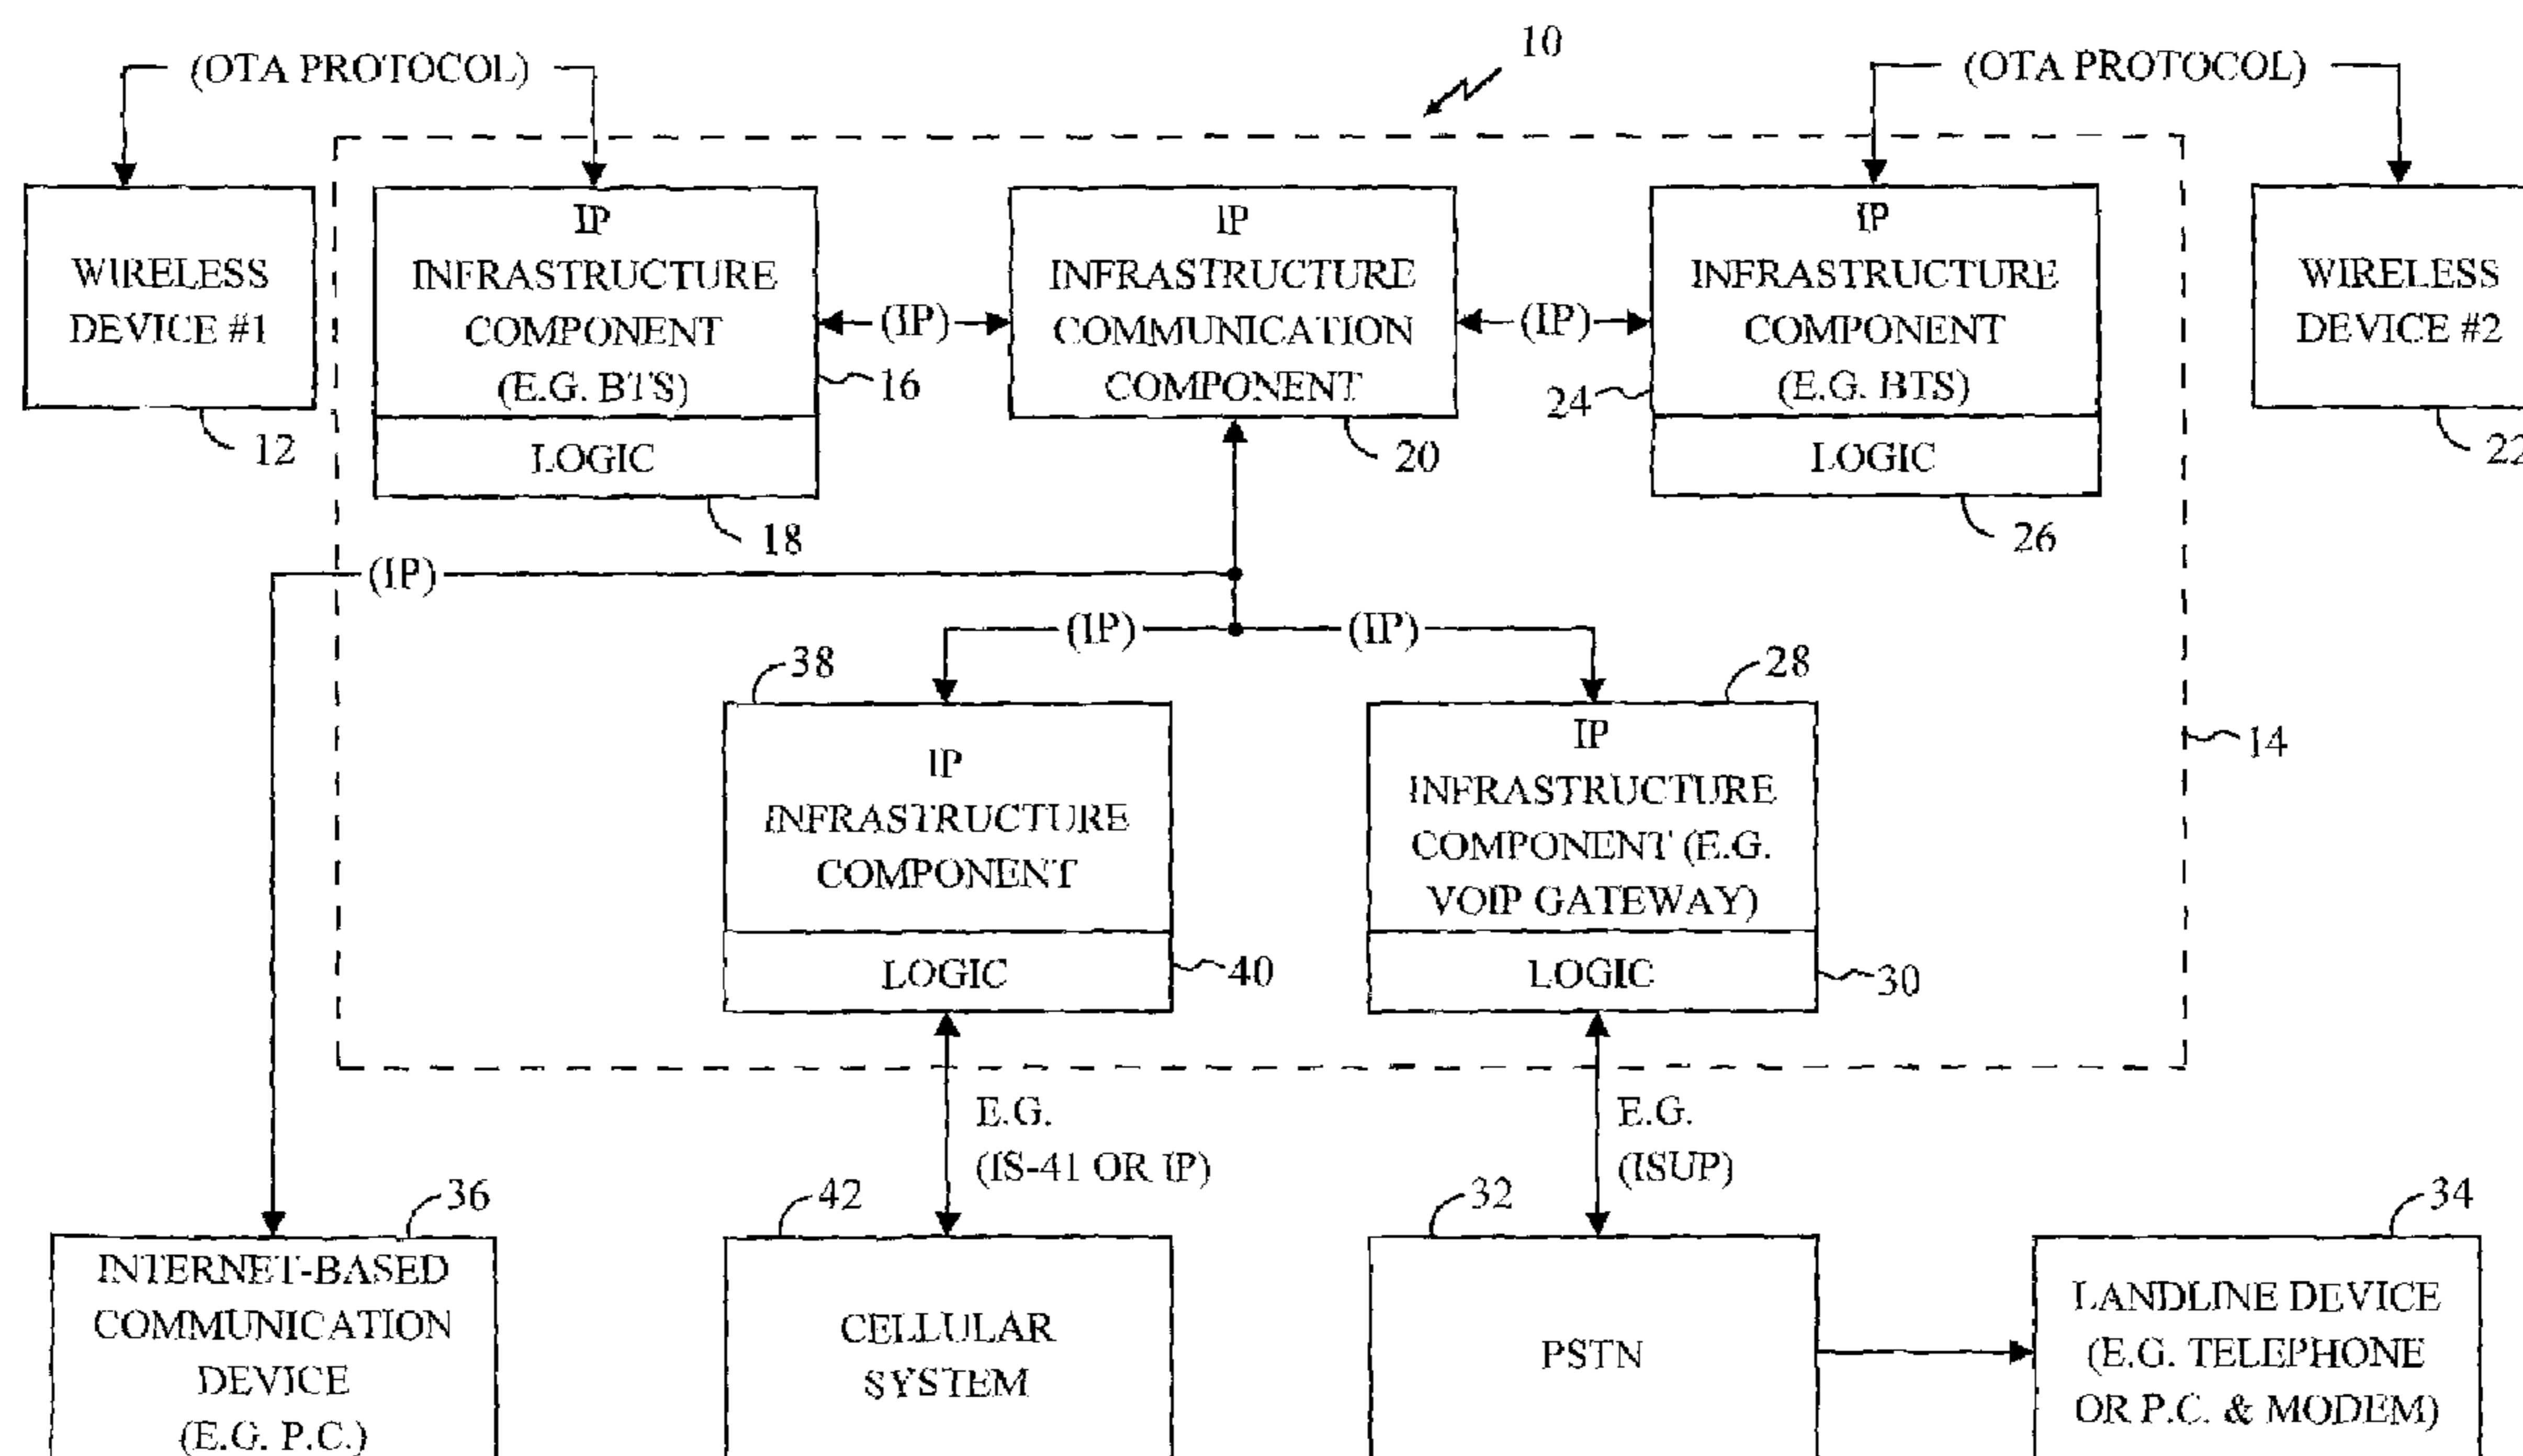 10
(OTA PROTOCOL)
(OTA PROTOCOL)
WIRELESS
DEVICE #1
12
IP
INFRASTRUCTURE
COMPONENT
(E.G. BTS)
16
LOGIC
18
(IP)
IP
INFRASTRUCTURE
COMMUNICATION
COMPONENT
20
(IP)
IP
INFRASTRUCTURE
COMPONENT
(E.G. BTS)
24
LOGIC
26
WIRELESS
DEVICE #2
22
(IP)
(IP)
(IP)
38
IP
INFRASTRUCTURE
COMPONENT
LOGIC
40
28
IP
INFRASTRUCTURE
COMPONENT (E.G.
VOIP GATEWAY)
LOGIC
30
14
E.G.
(IS-41 OR IP)
E.G.
(ISUP)
36
INTERNET-BASED
COMMUNICATION
DEVICE
(E.G. P.C.)
42
CELLULAR
SYSTEM
32
PSTN
34
LANDLINE DEVICE
(E.G. TELEPHONE
OR P.C. & MODEM)